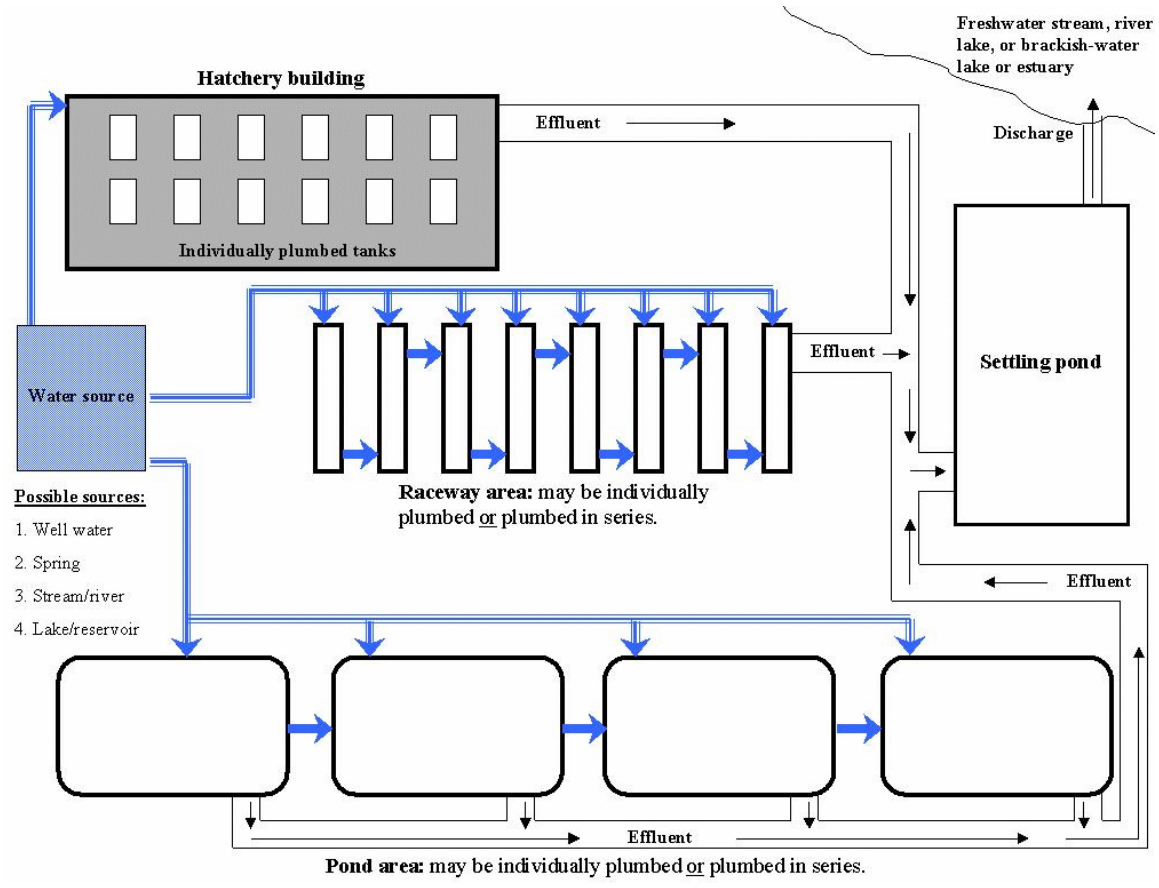 Freshwater stream, river
lake, or brackish-water
lake or estuary
Hatchery building
Effluent
Discharge
Individually plumbed tanks
Water source
Effluent
Settling pond
Raceway area: may be individually
plumbed or plumbed in series.
Possible sources:
1. Well water
2. Spring
3. Stream/river
4. Lake/reservoir
Effluent
Effluent
Pond area: may be individually plumbed or plumbed in series.